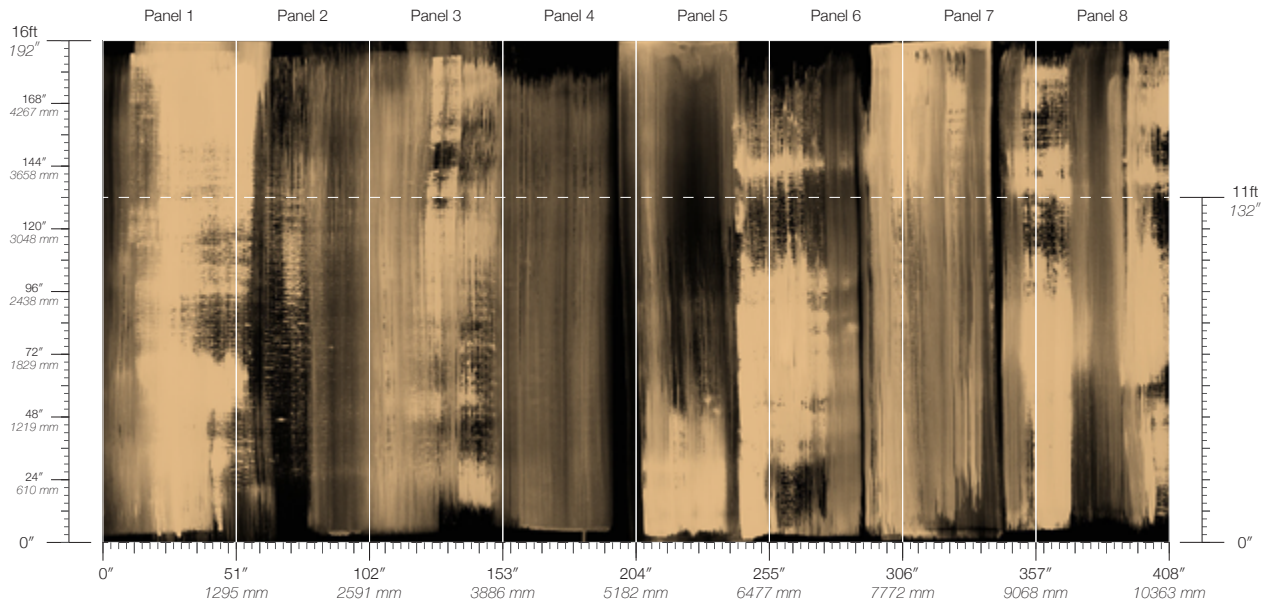 Panel 1 Panel 2 Panel 3 Panel 4 Panel 5 Panel 6 Panel 7 Panel 8
16ft
192″
168″
4267 mm
144″
3658 mm
11ft
132″
120″
3048 mm
96″
2438 mm
72″
1829 mm
48″
1219 mm
24″
610 mm
0″ 0″
0″ 51″ 102″ 153″ 204″ 255″ 306″ 357″ 408″
1295 mm 2591 mm 3886 mm 5182 mm 6477 mm 7772 mm 9068 mm 10363 mm